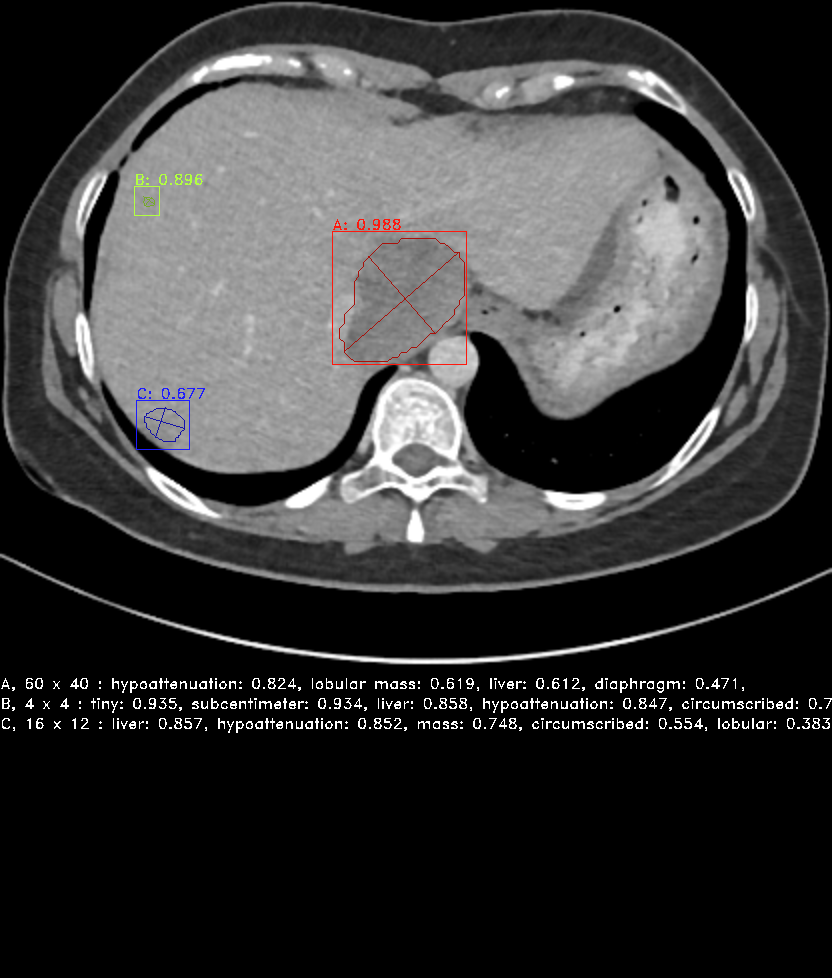 B: 0.896
A: 0.988
C: 0.677
A, 60 x 40 : hypoattenuation: 0.824, lobular mass: 0.619, liver: 0.612, diaphragm: 0.471,
B, 4 x 4 : tiny: 0.935, subcentimeter: 0.934, liver: 0.858, hypoattenuation: 0.847, circumscribed: 0.7
C, 16 x 12 : liver: 0.857, hypoattenuation: 0.852, mass: 0.748, circumscribed: 0.554, lobular: 0.383